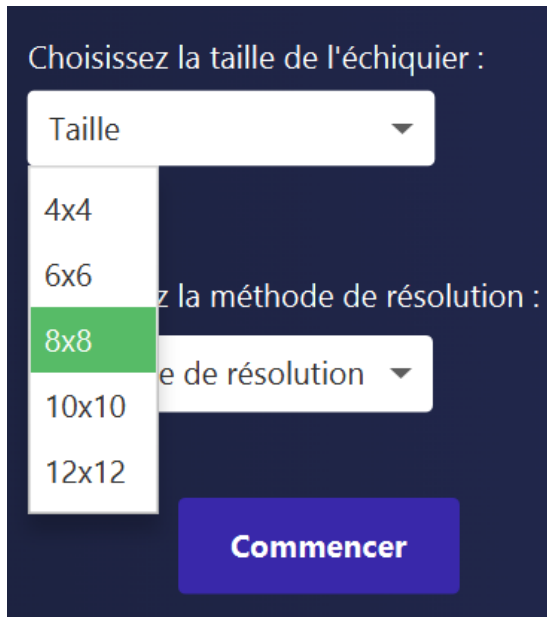 Choisissez la taille de l'échiquier :
Taille
4x4
6x6
z la méthode de résolution :
8x8
e de résolution
10x10
12x12
Commencer